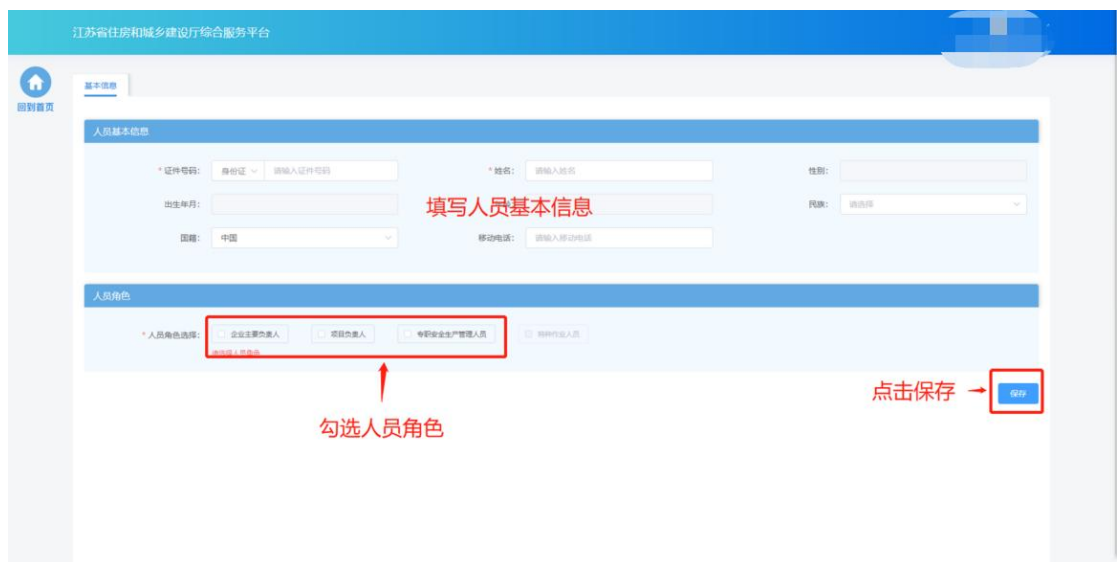 江苏省住房和城乡建设厅综合服务平台
回到首页
基本信息
人员基本信息
* 证件号码： 身份证 请输入证件号码 * 姓名： 请输入姓名 性别：
出生年月： 民族： 请选择
填写人员基本信息
国籍： 中国 移动电话： 请输入移动电话
人员角色
* 人员角色选择： 企业主要负责人 项目负责人 专职安全生产管理人员 特种作业人员
请选择人员角色
点击保存 保存
勾选人员角色